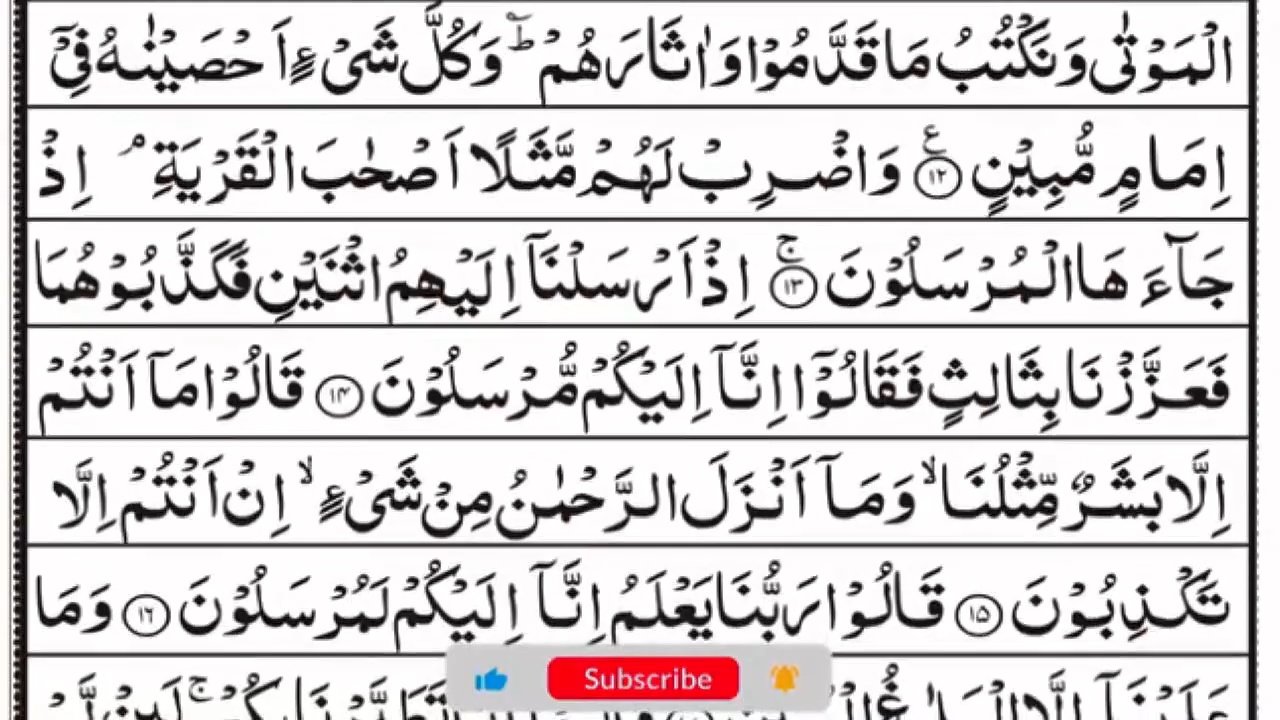 الْمَوْتٰى وَنَكْتُبُ مَا قَدَّمُوْا وَاٰثَارَهُمْ ؕ وَكُلَّ شَىْءٍ اَحْصَيْنٰهُ فِىْۤ
اِمَامٍ مُّبِيْنٍ ۱۲ ع وَاضْرِبْ لَهُمْ مَّثَلًا اَصْحٰبَ الْقَرْيَةِ ۘ اِذْ
جَآءَهَا الْمُرْسَلُوْنَ ۱۳ ۚ اِذْ اَرْسَلْنَاۤ اِلَيْهِمُ اثْنَيْنِ فَكَذَّبُوْهُمَا
فَعَزَّزْنَا بِثَالِثٍ فَقَالُوْۤا اِنَّاۤ اِلَيْكُمْ مُّرْسَلُوْنَ ۱۴ قَالُوْا مَاۤ اَنْتُمْ
اِلَّا بَشَرٌ مِّثْلُنَا ۙ وَمَاۤ اَنْزَلَ الرَّحْمٰنُ مِنْ شَىْءٍ ۙ اِنْ اَنْتُمْ اِلَّا
تَكْذِبُوْنَ ۱۵ قَالُوْا رَبُّنَا يَعْلَمُ اِنَّاۤ اِلَيْكُمْ لَمُرْسَلُوْنَ ۱۶ وَمَا
عَلَيْنَاۤ اِلَّا
Subscribe